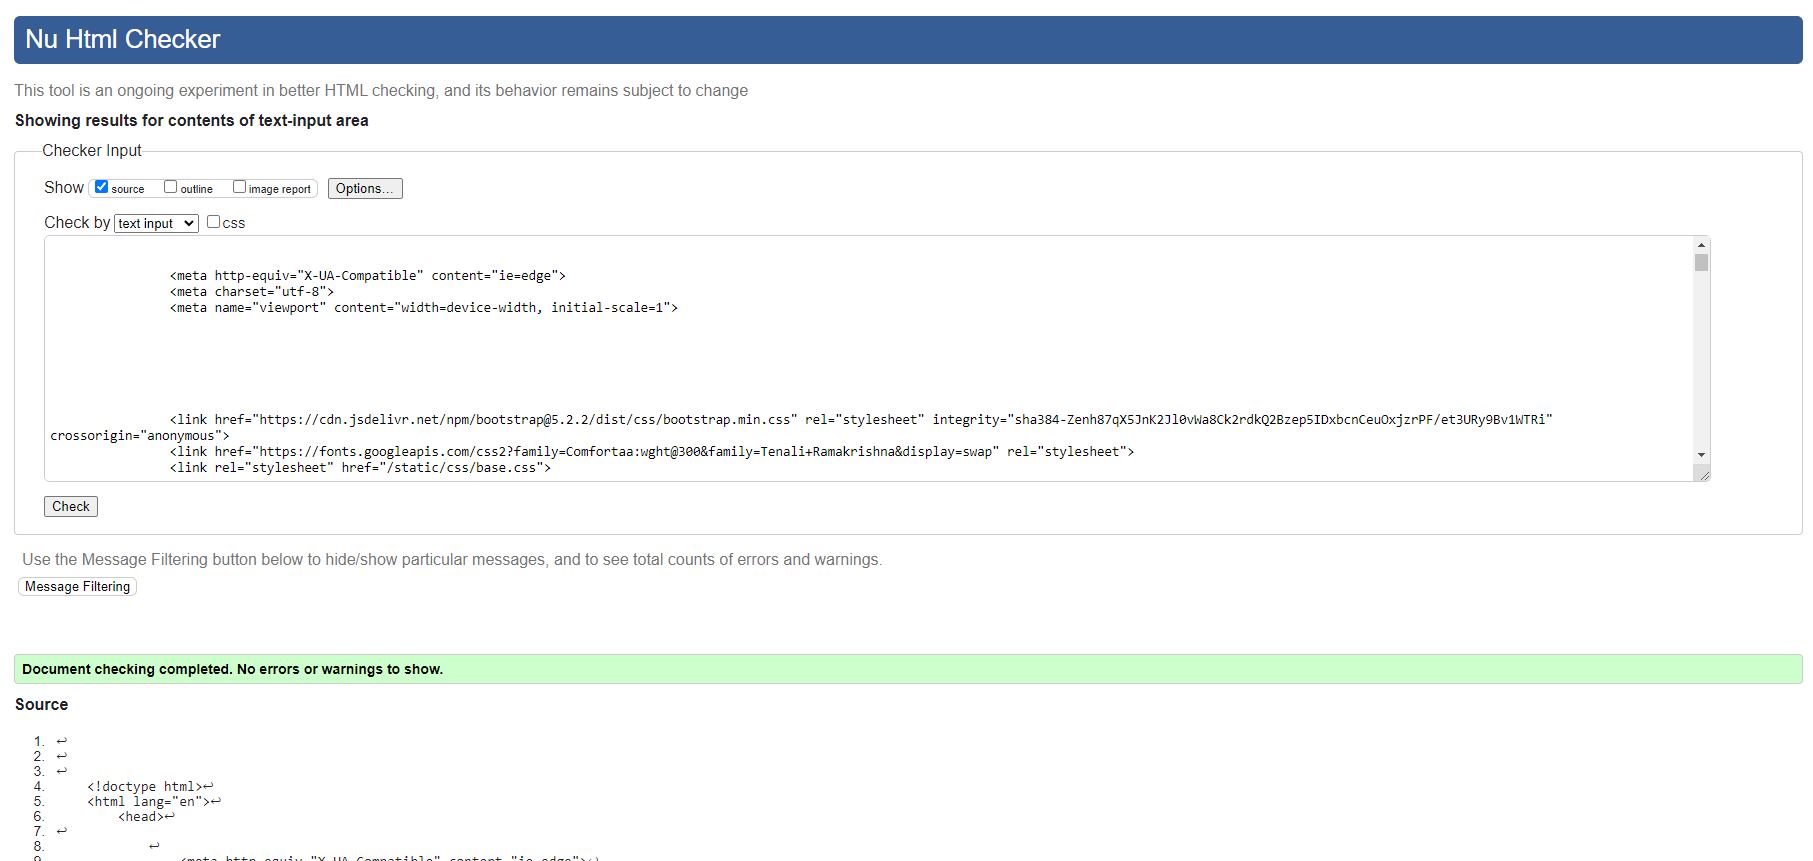 Nu Html Checker
This tool is an ongoing experiment in better HTML checking, and its behavior remains subject to change
Showing results for contents of text-input area
Checker Input
Show source outline image report Options...
Check by text input css
<meta http-equiv="X-UA-Compatible" content="ie=edge">
<meta charset="utf-8">
<meta name="viewport" content="width=device-width, initial-scale=1">
<link href="https://cdn.jsdelivr.net/npm/bootstrap@5.2.2/dist/css/bootstrap.min.css" rel="stylesheet" integrity="sha384-Zenh87qX5JnK2Jl0vWa8Ck2rdkQ2Bzep5IDxbcnCeuOxjzrPF/et3URy9Bv1WTRi"
crossorigin="anonymous">
<link href="https://fonts.googleapis.com/css2?family=Comfortaa:wght@300&family=Tenali+Ramakrishna&display=swap" rel="stylesheet">
<link rel="stylesheet" href="/static/css/base.css">
Check
Use the Message Filtering button below to hide/show particular messages, and to see total counts of errors and warnings.
Message Filtering
Document checking completed. No errors or warnings to show.
Source
1. ↩
2. ↩
3. ↩
4. <!doctype html>↩
5. <html lang="en">↩
6. <head>↩
7. ↩
8. ↩
9. <meta http-equiv="X-UA-Compatible" content="ie=edge">↩